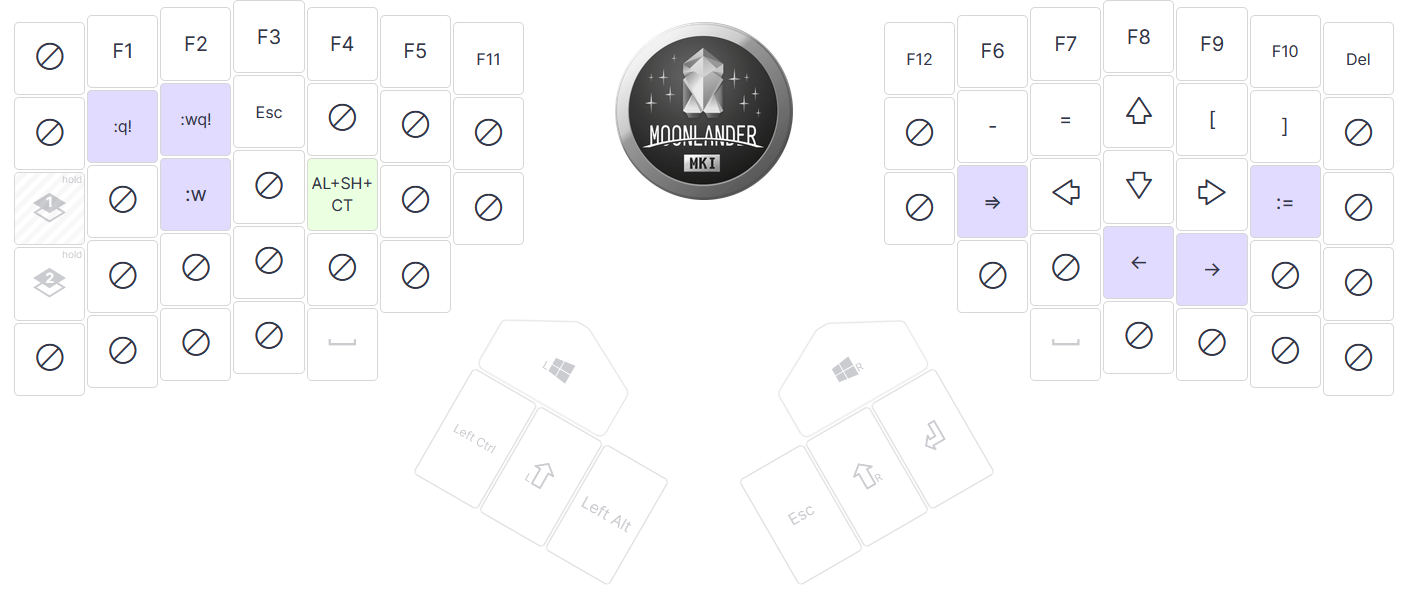 F1
F2
F3
F4
F5
F11
F12
F6
F7
F8
F9
F10
Del
:q!
:wq!
Esc
-
=
[
]
hold
1
:w
AL+SH+
CT
⇒
:=
hold
2
←
→
MOONLANDER
MKI
L
R
Left Ctrl
L
Left Alt
Esc
R